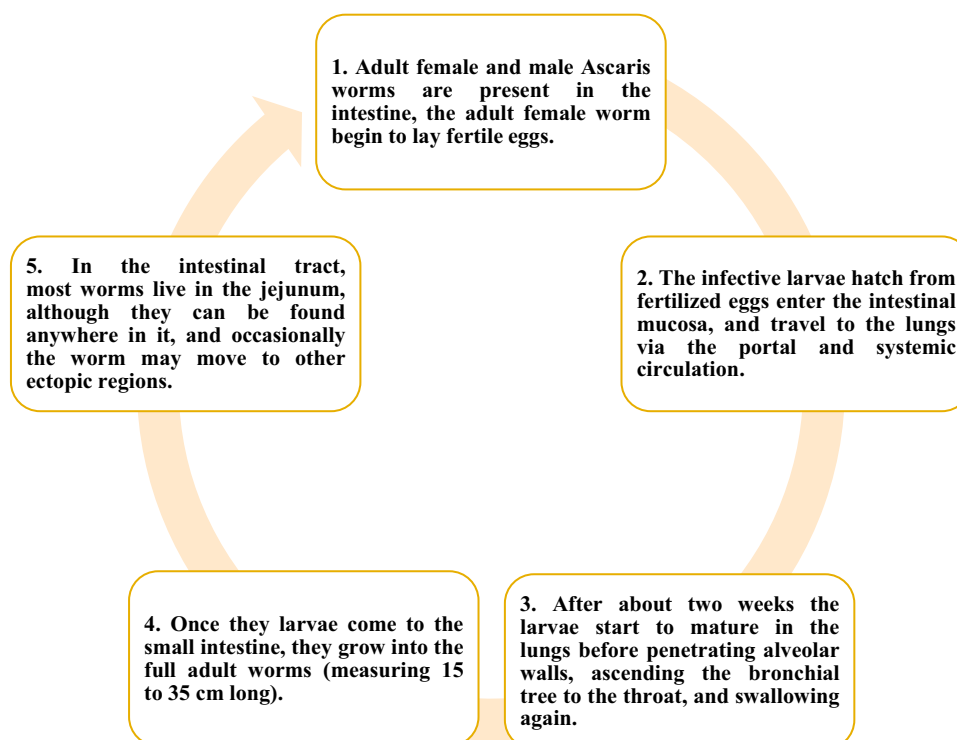 1. Adult female and male Ascaris
worms are present in the
intestine, the adult female worm
begin to lay fertile eggs.
2. The infective larvae hatch from
fertilized eggs enter the intestinal
mucosa, and travel to the lungs
via the portal and systemic
circulation.
3. After about two weeks the
larvae start to mature in the
lungs before penetrating alveolar
walls, ascending the bronchial
tree to the throat, and swallowing
again.
4. Once they larvae come to the
small intestine, they grow into the
full adult worms (measuring 15
to 35 cm long).
5. In the intestinal tract,
most worms live in the jejunum,
although they can be found
anywhere in it, and occasionally
the worm may move to other
ectopic regions.